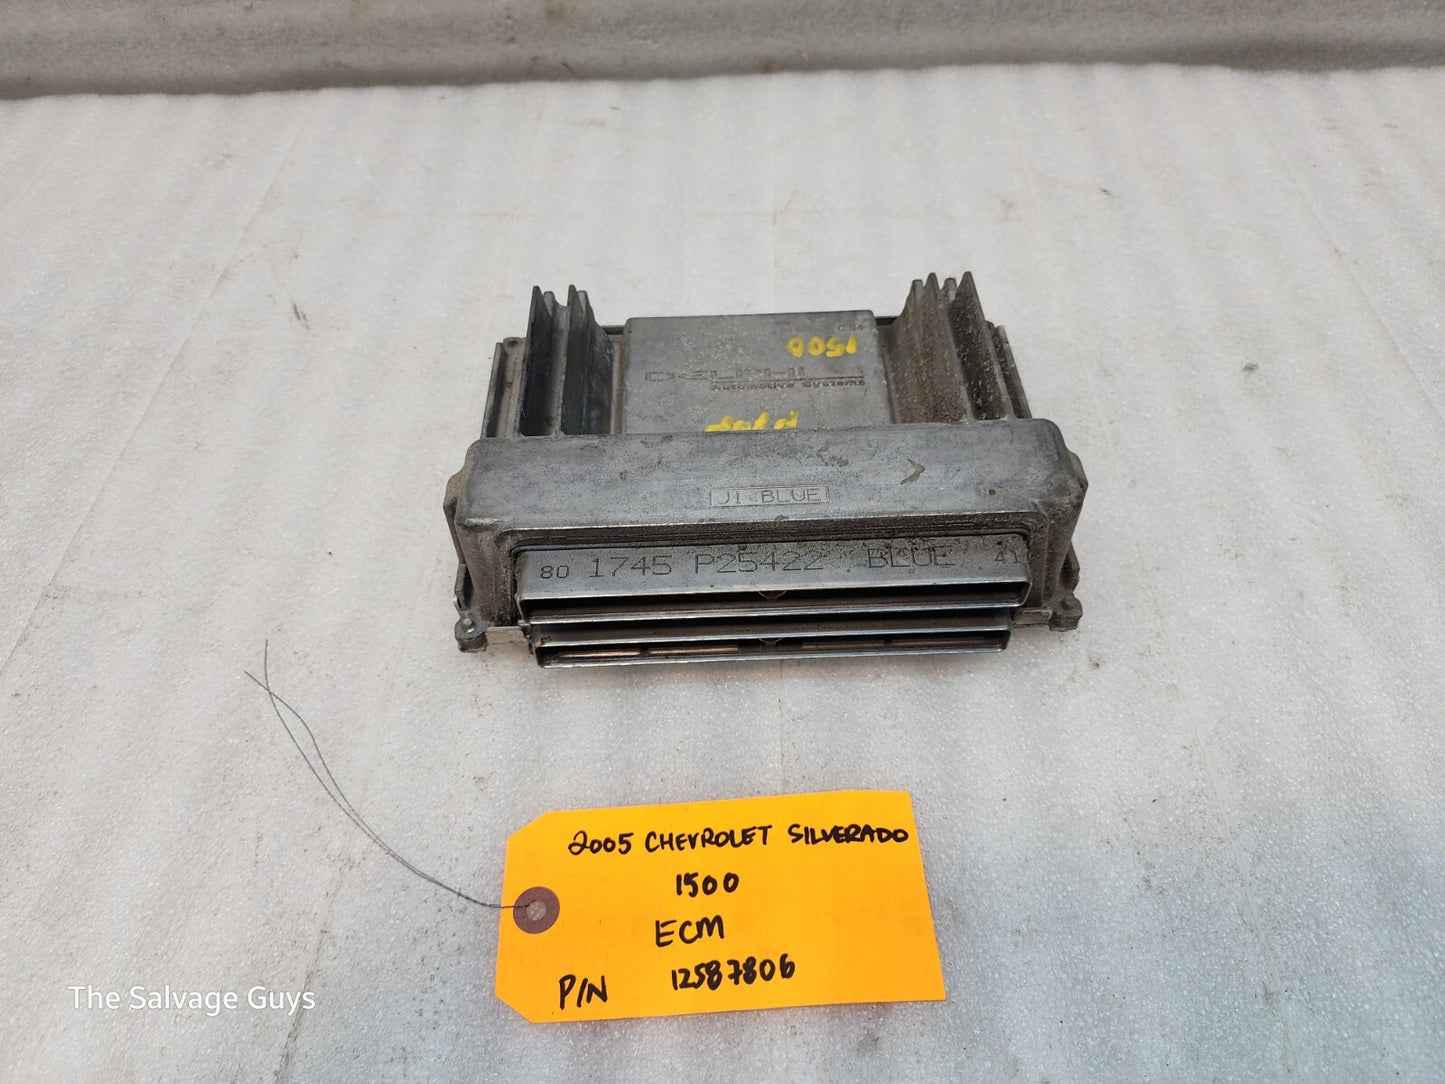 C S4
1500
DELPHI
Automotive Systems
J1 BLUE
80 1745 P25422 BLUE 41
2005 CHEVROLET SILVERADO
1500
ECM
P/N 12587806
The Salvage Guys